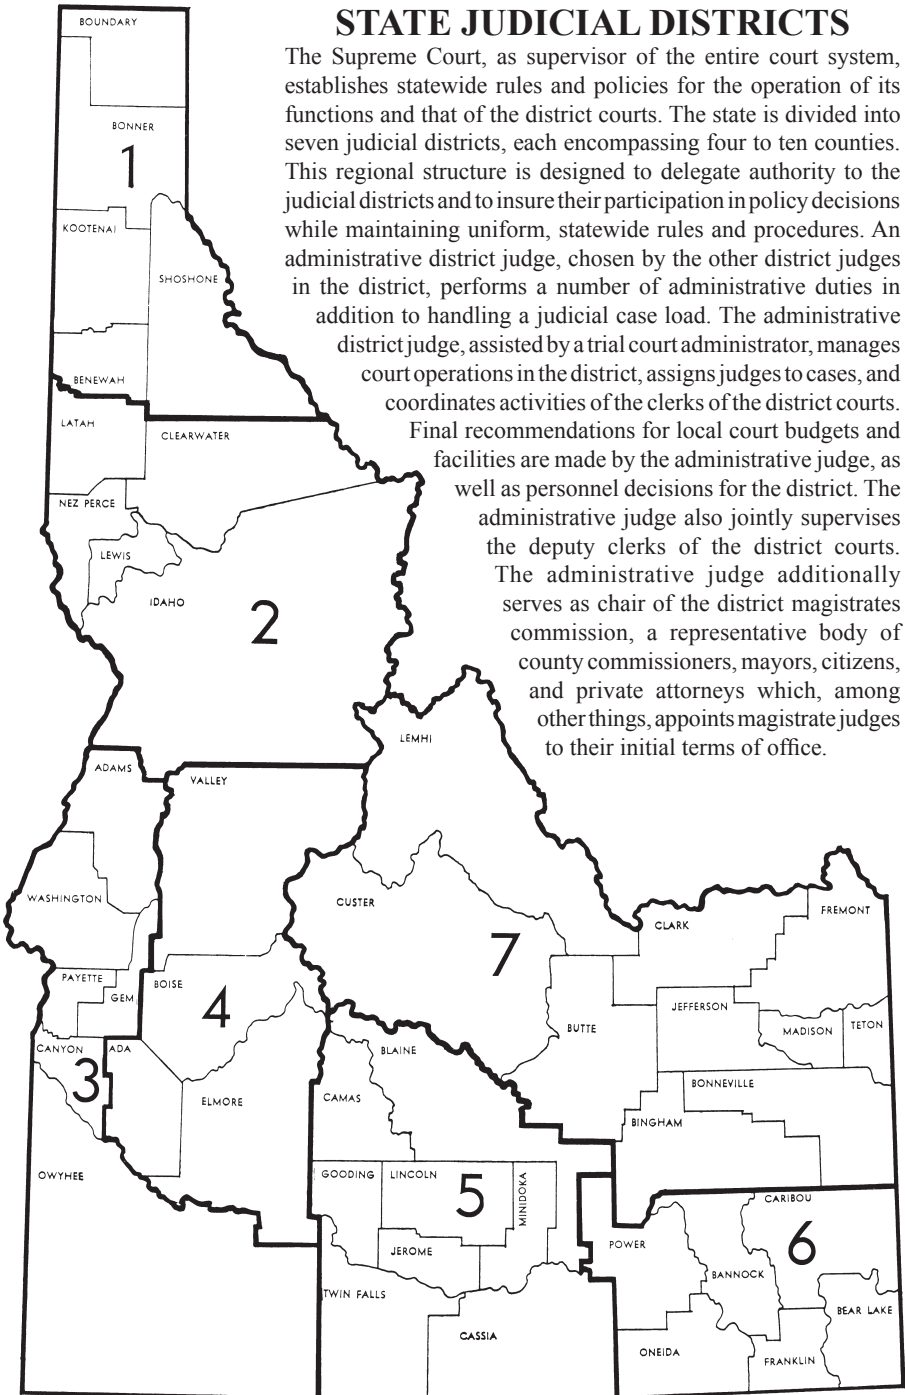 STATE JUDICIAL DISTRICTS
The Supreme Court, as supervisor of the entire court system,
establishes statewide rules and policies for the operation of its
functions and that of the district courts. The state is divided into
seven judicial districts, each encompassing four to ten counties.
This regional structure is designed to delegate authority to the
judicial districts and to insure their participation in policy decisions
while maintaining uniform, statewide rules and procedures. An
administrative district judge, chosen by the other district judges
in the district, performs a number of administrative duties in
addition to handling a judicial case load. The administrative
district judge, assisted by a trial court administrator, manages
court operations in the district, assigns judges to cases, and
coordinates activities of the clerks of the district courts.
Final recommendations for local court budgets and
facilities are made by the administrative judge, as
well as personnel decisions for the district. The
administrative judge also jointly supervises
the deputy clerks of the district courts.
The administrative judge additionally
serves as chair of the district magistrates
commission, a representative body of
county commissioners, mayors, citizens,
and private attorneys which, among
other things, appoints magistrate judges
to their initial terms of office.
BOUNDARY
BONNER
1
KOOTENAI
SHOSHONE
BENEWAH
LATAH
CLEARWATER
NEZ PERCE
LEWIS
IDAHO
2
LEMHI
ADAMS
VALLEY
WASHINGTON
CUSTER
CLARK
FREMONT
7
PAYETTE
BOISE
GEM
4
JEFFERSON
BUTTE
MADISON
TETON
CANYON
ADA
3
BLAINE
BONNEVILLE
ELMORE
CAMAS
BINGHAM
OWYHEE
GOODING
LINCOLN
5
MINIDOKA
CARIBOU
6
JEROME
POWER
BANNOCK
TWIN FALLS
BEAR LAKE
CASSIA
ONEIDA
FRANKLIN